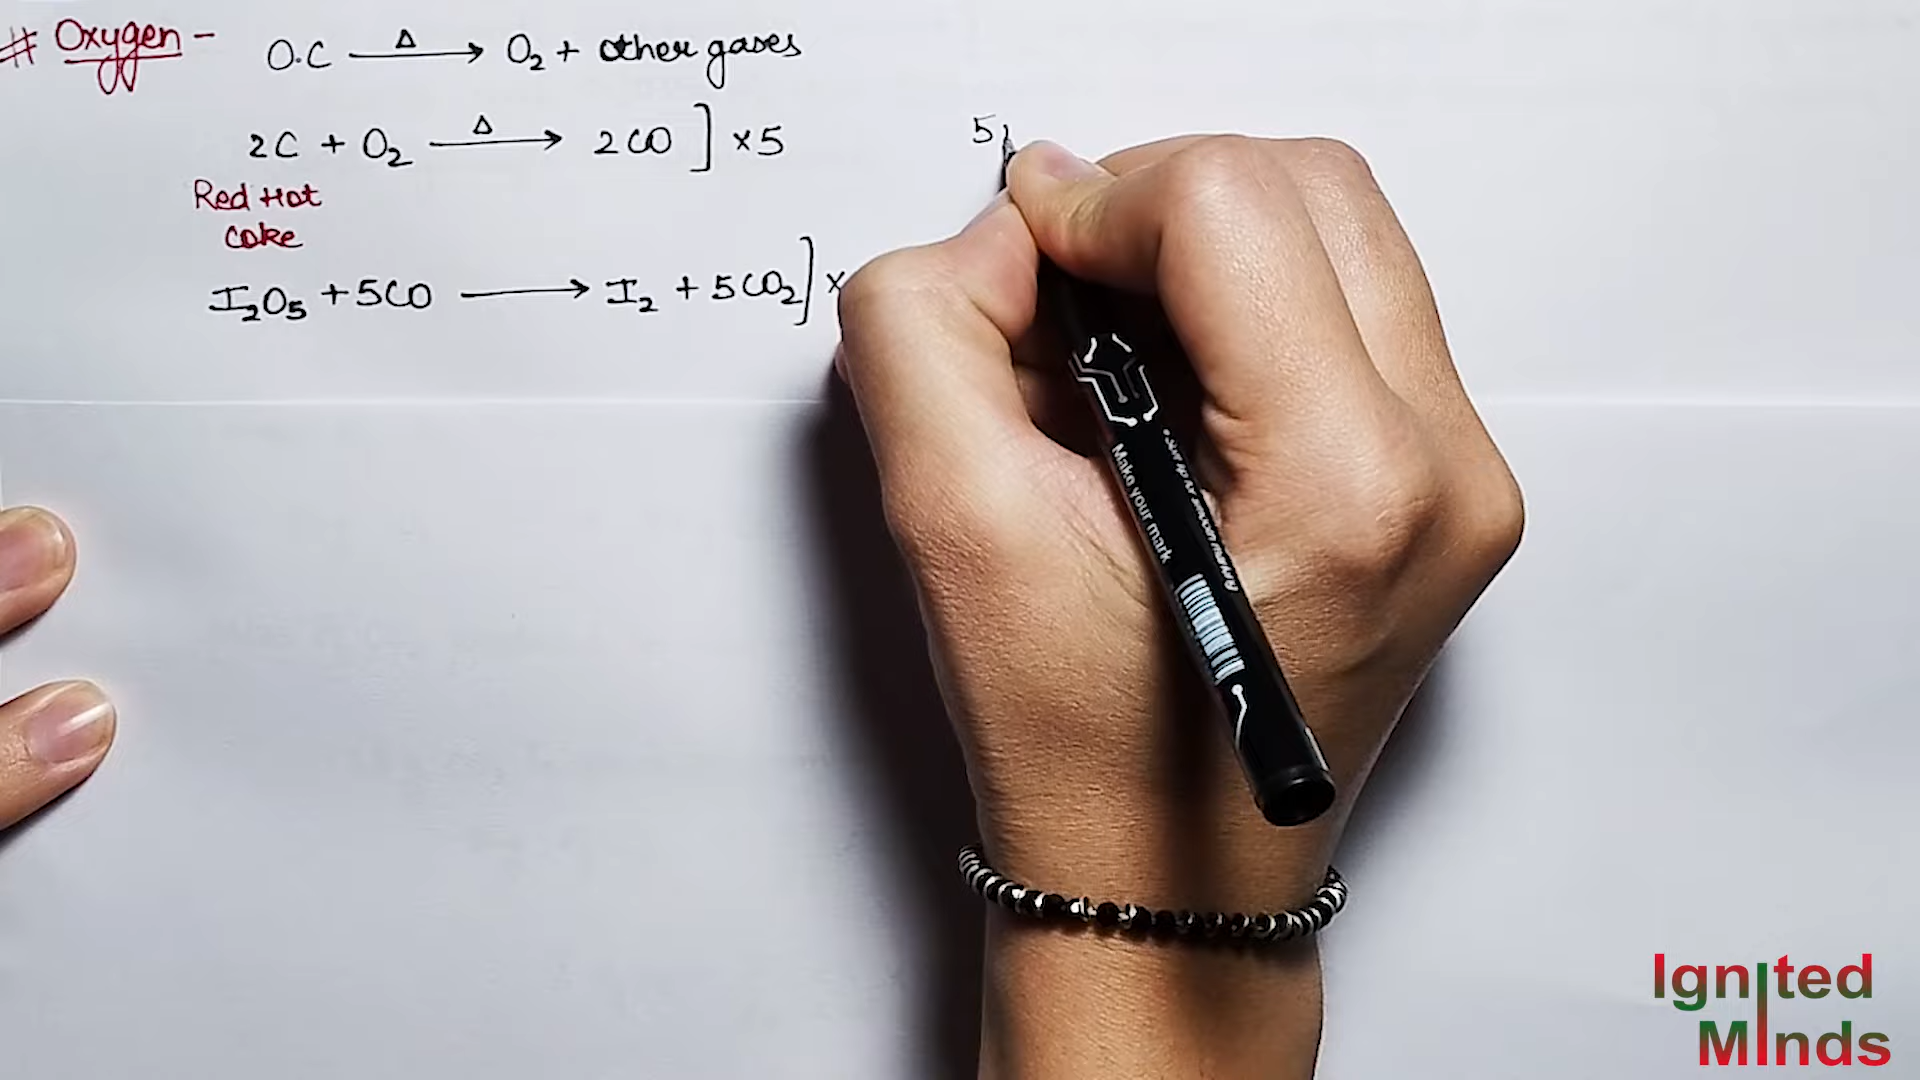 # Oxygen - O.C —Δ→ O₂ + other gases
2C + O₂ —Δ→ 2CO ] ×5
5
Red Hot
coke
I₂O₅ + 5CO ⟶ I₂ + 5CO₂ ] ×
Make your mark
Ignited
Minds